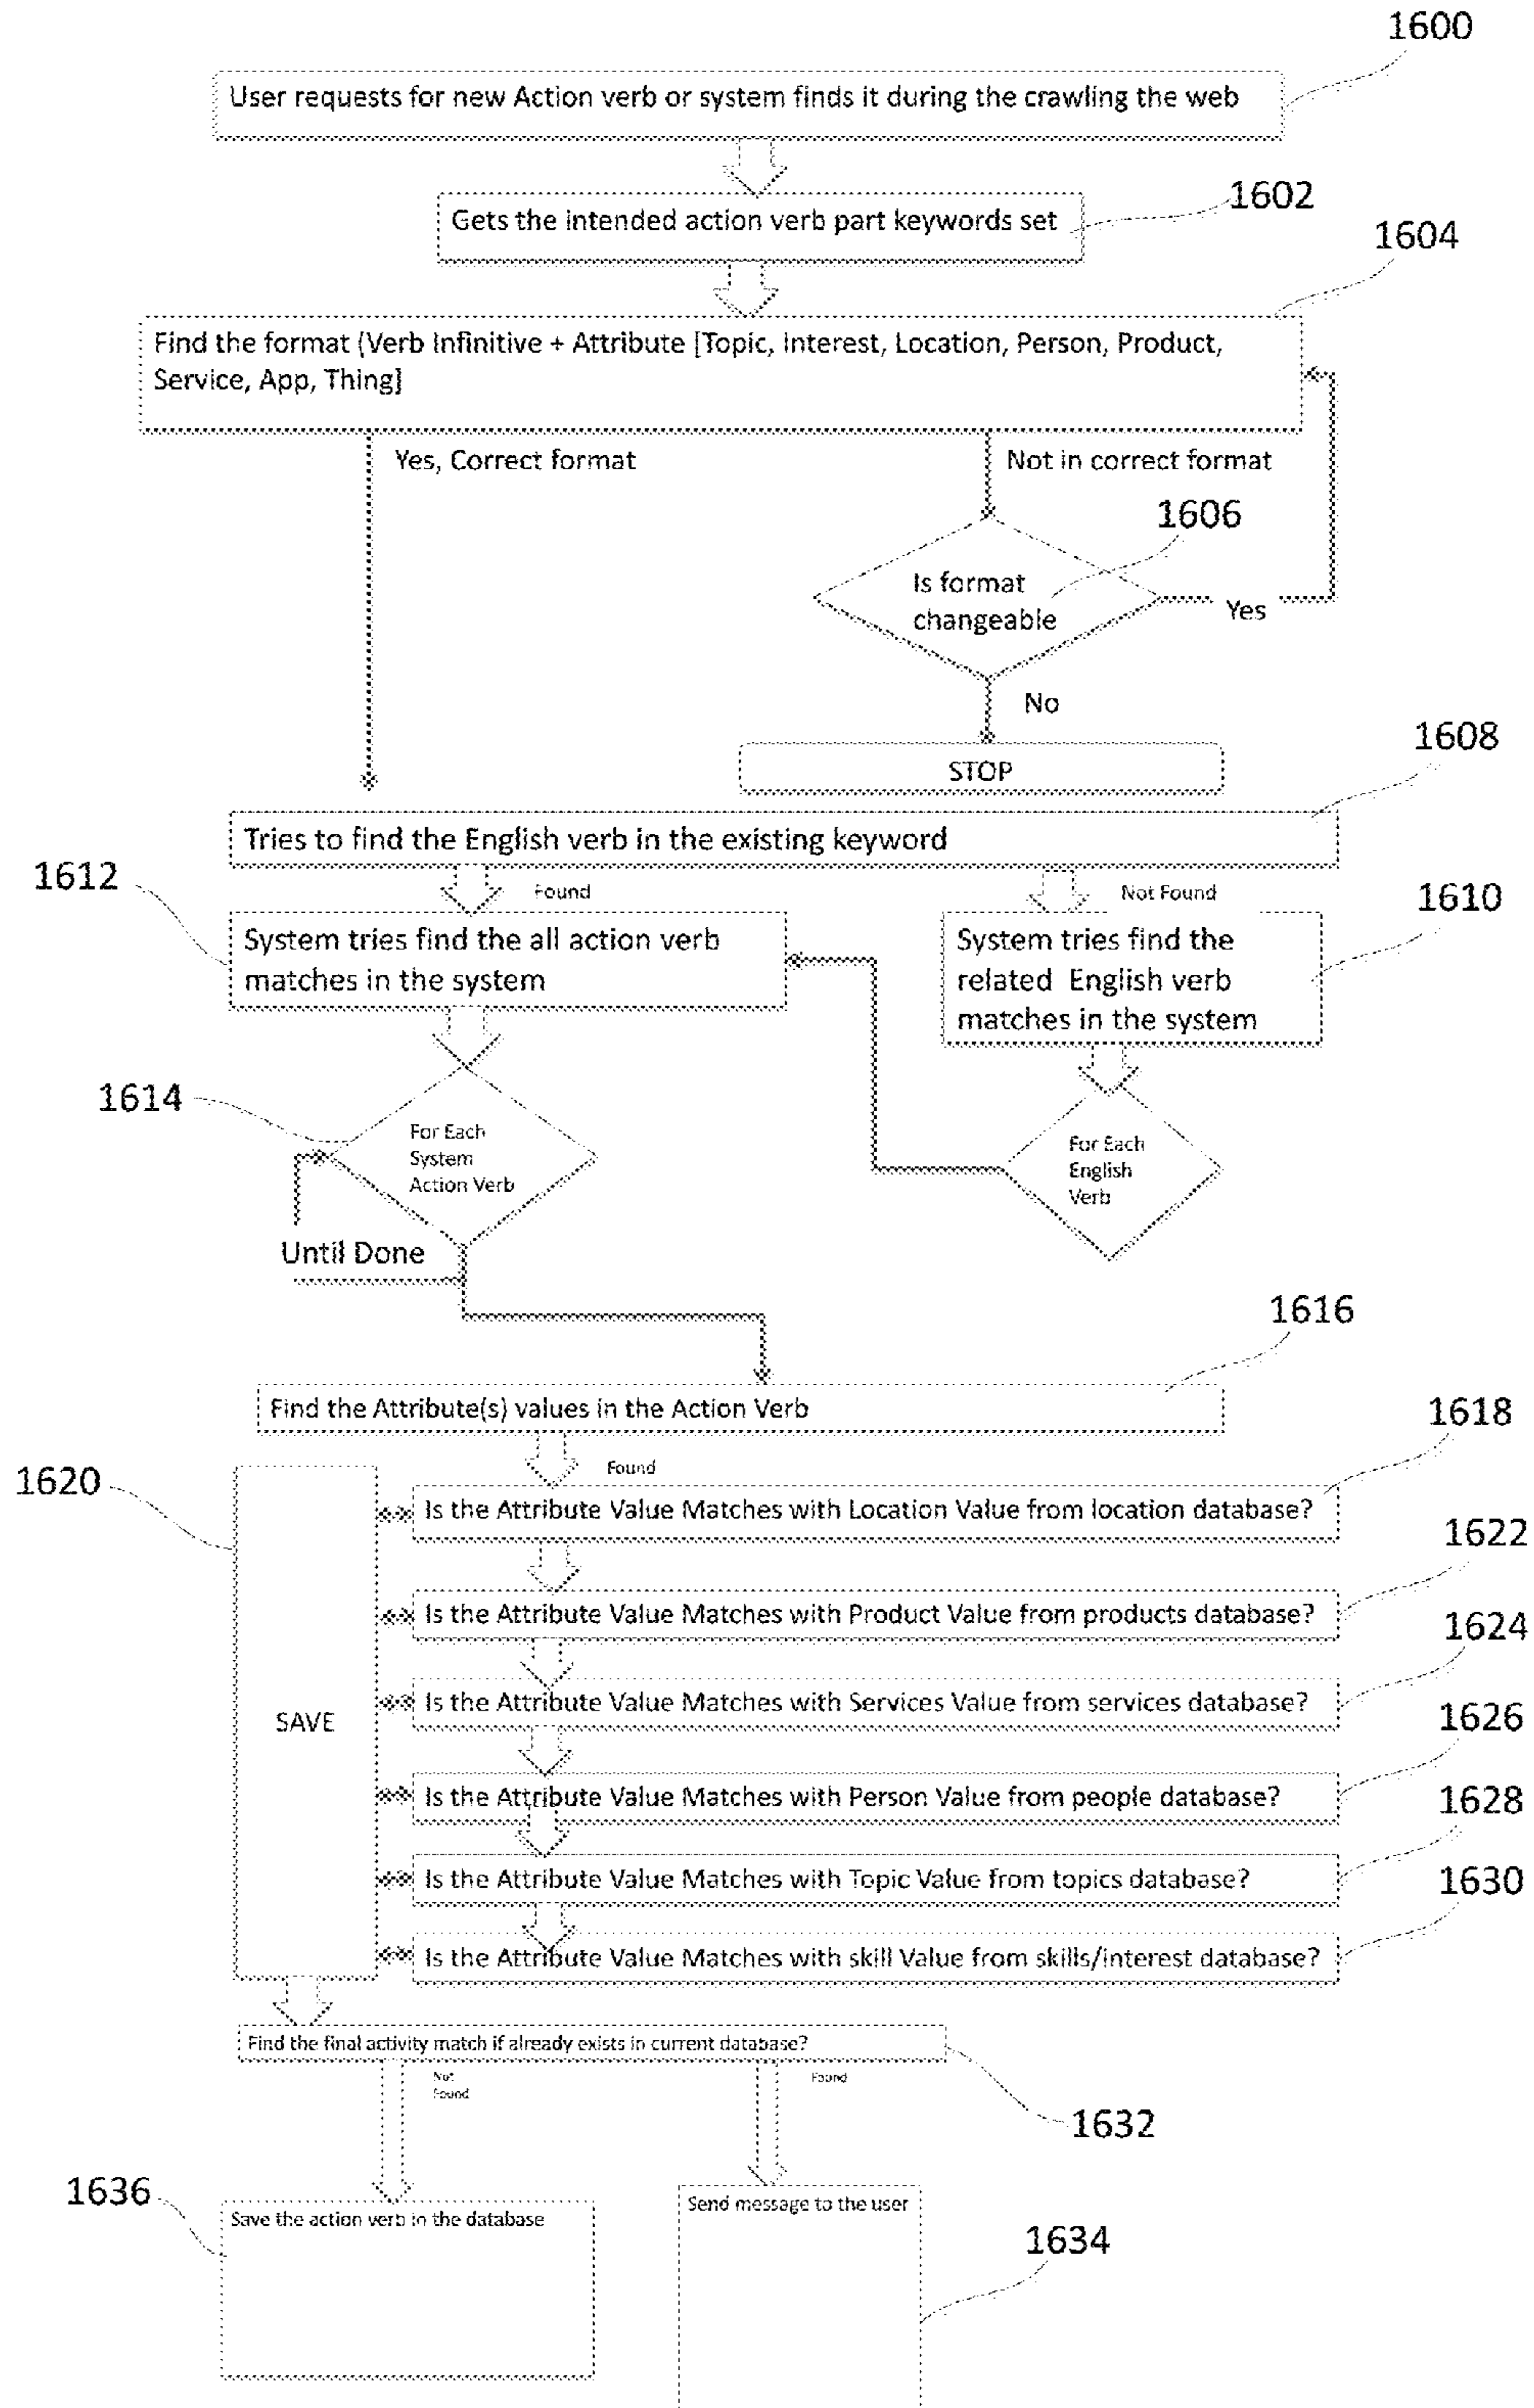 1600
User requests for new Action verb or system finds it during the crawling the web
1602
Gets the intended action verb part keywords set
1604
Find the format (Verb Infinitive + Attribute [Topic, Interest, Location, Person, Product,
Service, App, Thing]
Yes, Correct format
Not in correct format
1606
Is format
changeable
Yes
No
STOP
1608
Tries to find the English verb in the existing keyword
1612
Found
Not Found
1610
System tries find the all action verb
matches in the system
System tries find the
related English verb
matches in the system
1614
For Each
System
Action Verb
For Each
English
Verb
Until Done
1616
Find the Attribute(s) values in the Action Verb
1618
Found
1620
Is the Attribute Value Matches with Location Value from location database?
1622
Is the Attribute Value Matches with Product Value from products database?
1624
Is the Attribute Value Matches with Services Value from services database?
SAVE
1626
Is the Attribute Value Matches with Person Value from people database?
1628
Is the Attribute Value Matches with Topic Value from topics database?
1630
Is the Attribute Value Matches with skill Value from skills/interest database?
Find the final activity match if already exists in current database?
Not
Found
Found
1632
1636
Save the action verb in the database
Send message to the user
1634